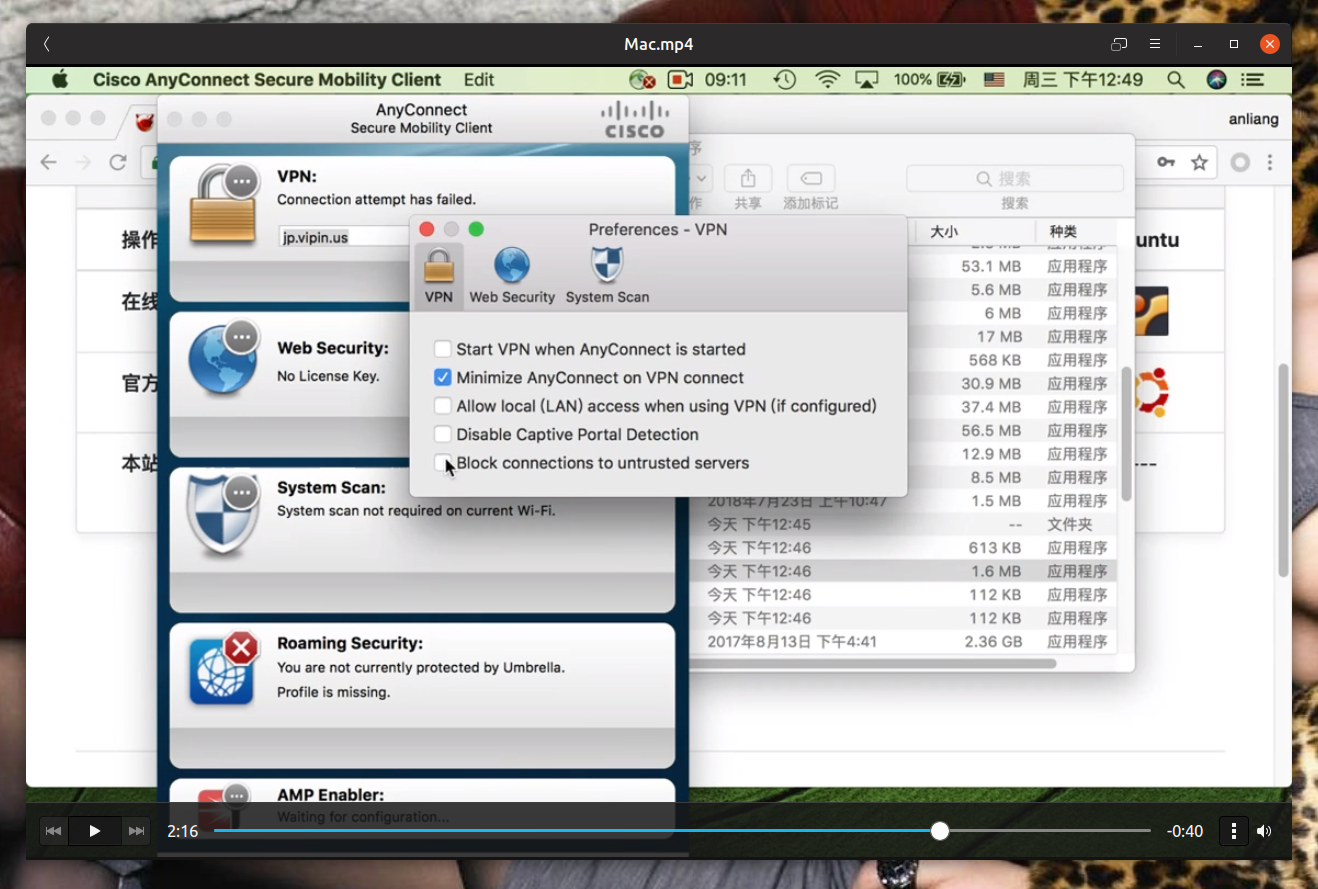 Mac.mp4
Cisco AnyConnect Secure Mobility Client Edit 09:11 100% 周三 下午12:49
AnyConnect
Secure Mobility Client
CISCO
anliang
序
VPN:
Connection attempt has failed.
jp.vipin.us
作 共享 添加标记
搜索
搜索
大小 种类
Preferences - VPN
VPN Web Security System Scan
Start VPN when AnyConnect is started
Minimize AnyConnect on VPN connect
Allow local (LAN) access when using VPN (if configured)
Disable Captive Portal Detection
Block connections to untrusted servers
操作
在线
官方
本站
untu
---
Web Security:
No License Key.
System Scan:
System scan not required on current Wi-Fi.
Roaming Security:
You are not currently protected by Umbrella.
Profile is missing.
AMP Enabler:
Waiting for configuration...
53.1 MB 应用程序
5.6 MB 应用程序
6 MB 应用程序
17 MB 应用程序
568 KB 应用程序
30.9 MB 应用程序
37.4 MB 应用程序
56.5 MB 应用程序
12.9 MB 应用程序
8.5 MB 应用程序
2018年7月23日 上午10:47 1.5 MB 应用程序
今天 下午12:45 -- 文件夹
今天 下午12:46 613 KB 应用程序
今天 下午12:46 1.6 MB 应用程序
今天 下午12:46 112 KB 应用程序
今天 下午12:46 112 KB 应用程序
2017年8月13日 下午4:41 2.36 GB 应用程序
2:16 -0:40